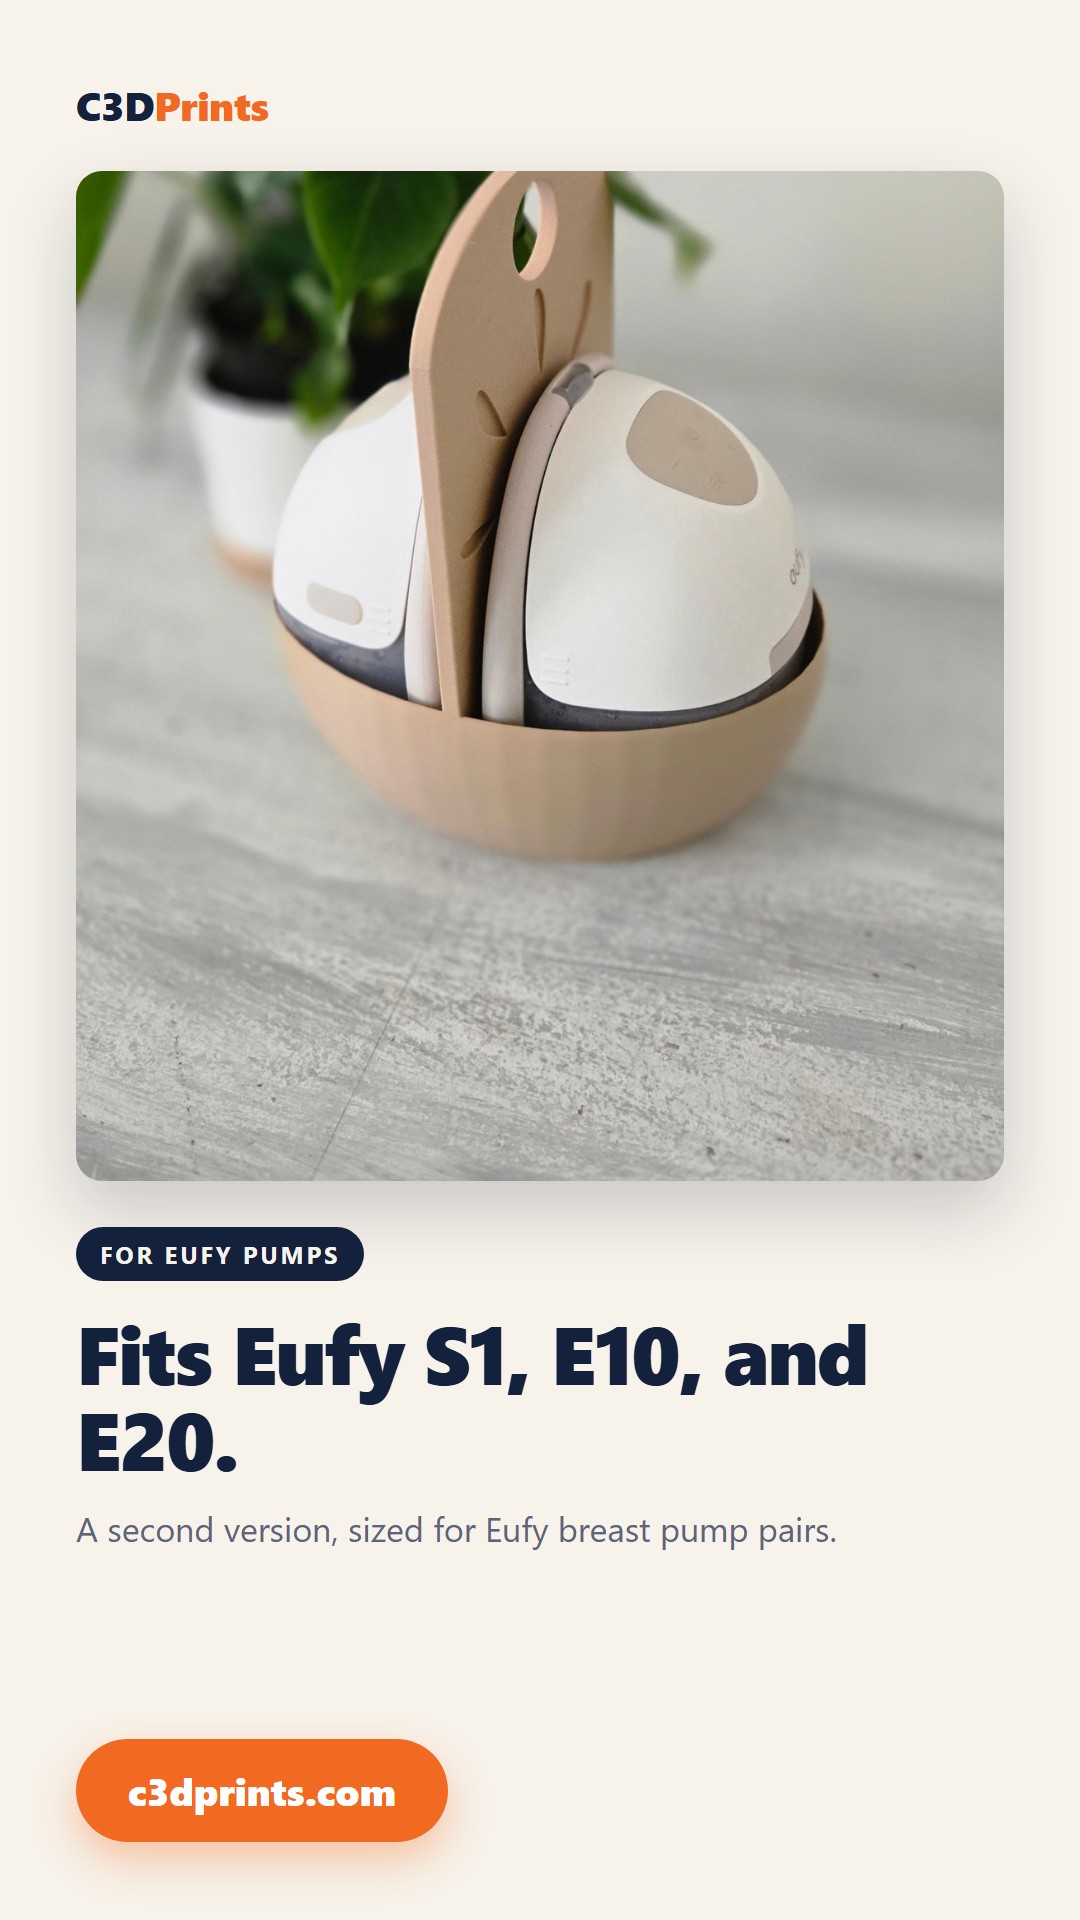 C3DPrints
eufy
FOR EUFY PUMPS
Fits Eufy S1, E10, and
E20.
A second version, sized for Eufy breast pump pairs.
c3dprints.com